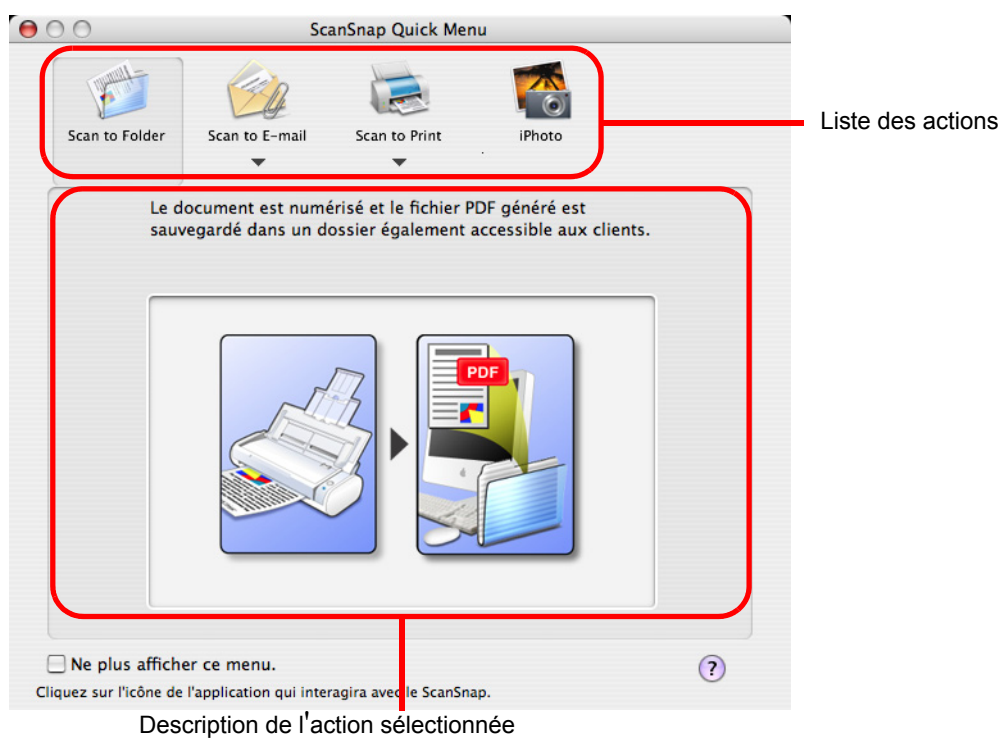 ScanSnap Quick Menu
Scan to Folder
Scan to E-mail
Scan to Print
iPhoto
Liste des actions
Le document est numérisé et le fichier PDF généré est
sauvegardé dans un dossier également accessible aux clients.
PDF
Ne plus afficher ce menu.
?
Cliquez sur l'icône de l'application qui interagira avec le ScanSnap.
Description de l'action sélectionnée